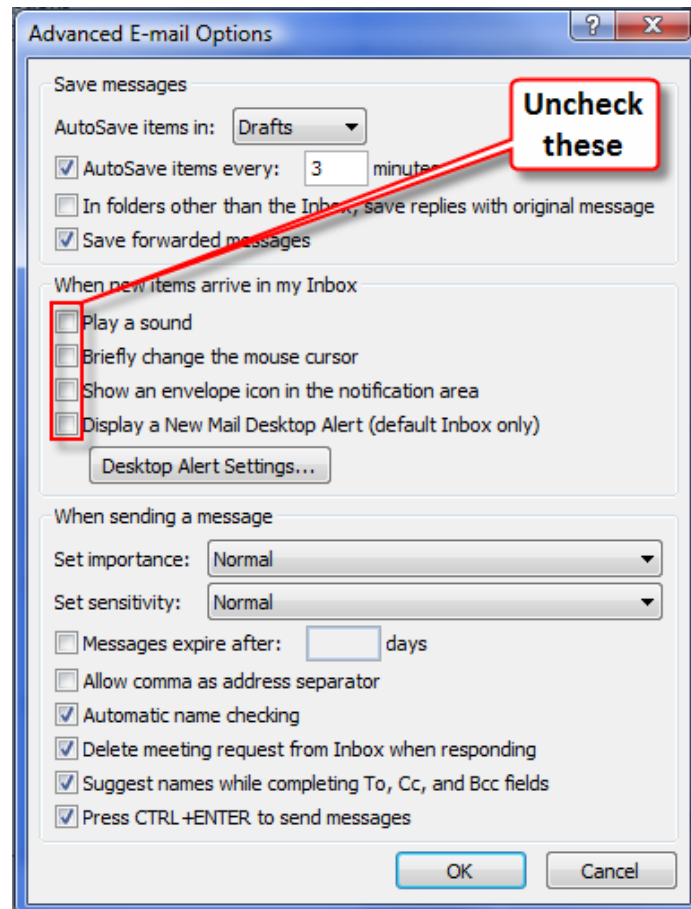 Advanced E-mail Options
Save messages
Uncheck
these
AutoSave items in: Drafts
AutoSave items every: 3 minutes
In folders other than the Inbox, save replies with original message
Save forwarded messages
When new items arrive in my Inbox
Play a sound
Briefly change the mouse cursor
Show an envelope icon in the notification area
Display a New Mail Desktop Alert (default Inbox only)
Desktop Alert Settings...
When sending a message
Set importance: Normal
Set sensitivity: Normal
Messages expire after: days
Allow comma as address separator
Automatic name checking
Delete meeting request from Inbox when responding
Suggest names while completing To, Cc, and Bcc fields
Press CTRL+ENTER to send messages
OK Cancel